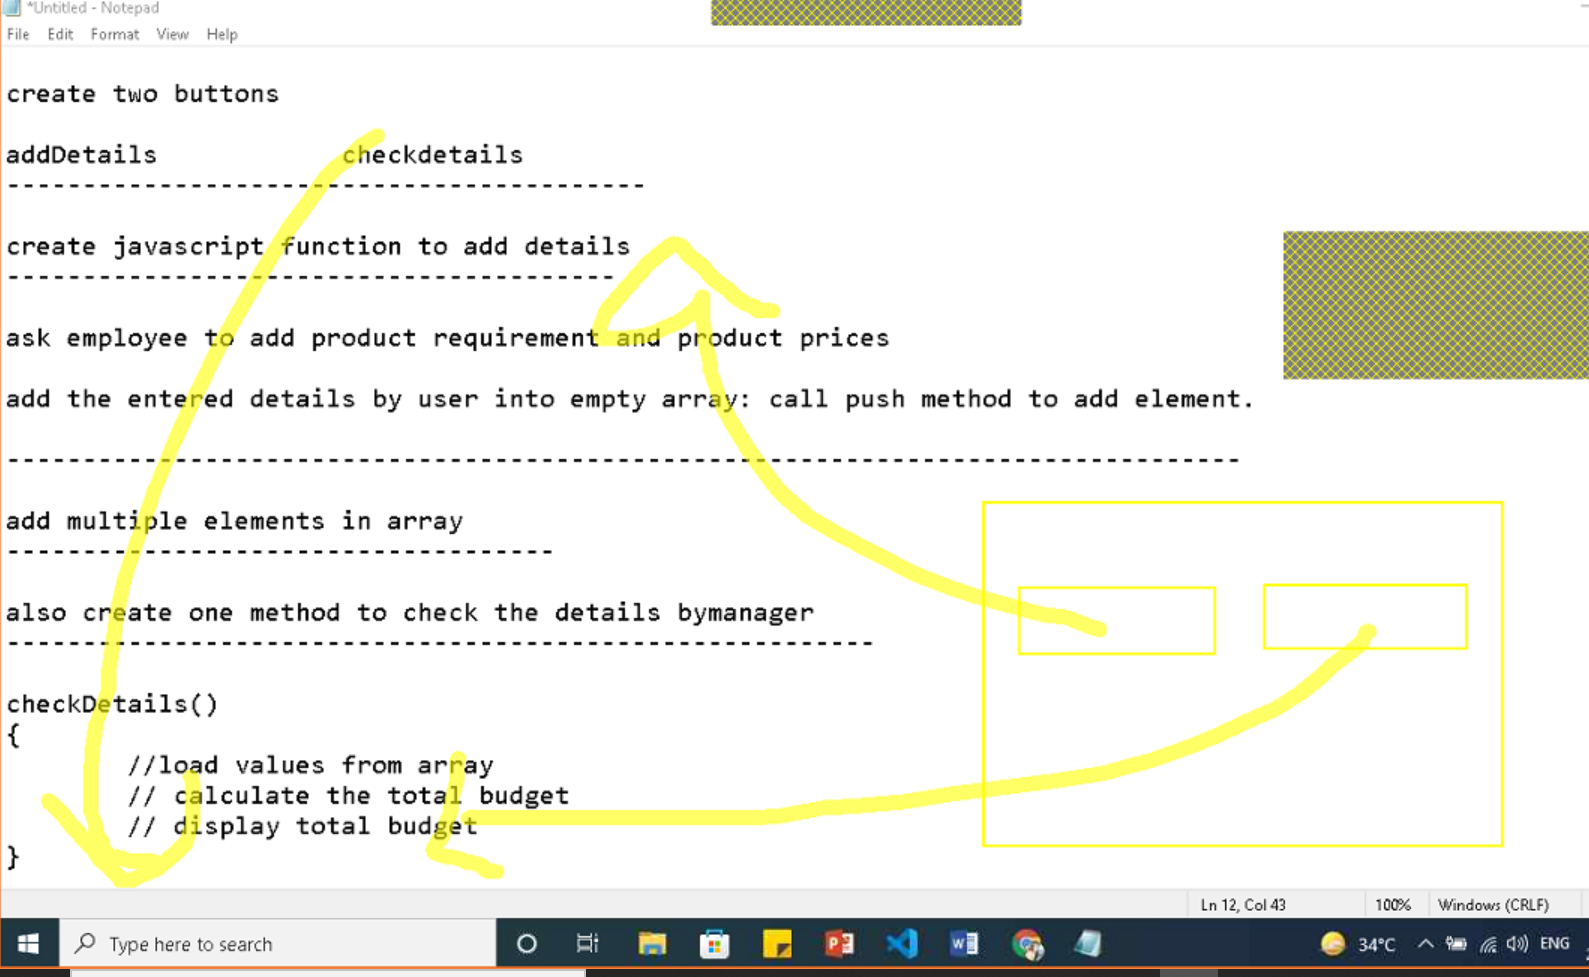 *Untitled - Notepad
File Edit Format View Help
create two buttons
addDetails checkdetails
------------------------------------------
create javascript function to add details
----------------------------------------
ask employee to add product requirement and product prices
add the entered details by user into empty array: call push method to add element.
---------------------------------------------------------------------------------
add multiple elements in array
------------------------------------
also create one method to check the details bymanager
---------------------------------------------------------
checkDetails()
{
//load values from array
// calculate the total budget
// display total budget
}
Ln 12, Col 43 100% Windows (CRLF)
Type here to search 34°C ENG